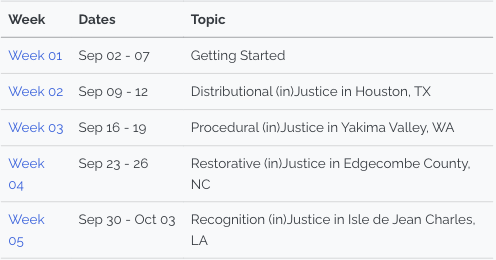 Week Dates Topic
Week 01 Sep 02 - 07 Getting Started
Week 02 Sep 09 - 12 Distributional (in)Justice in Houston, TX
Week 03 Sep 16 - 19 Procedural (in)Justice in Yakima Valley, WA
Week Sep 23 - 26 Restorative (in)Justice in Edgecombe County,
04 NC
Week Sep 30 - Oct 03 Recognition (in)Justice in Isle de Jean Charles,
05 LA